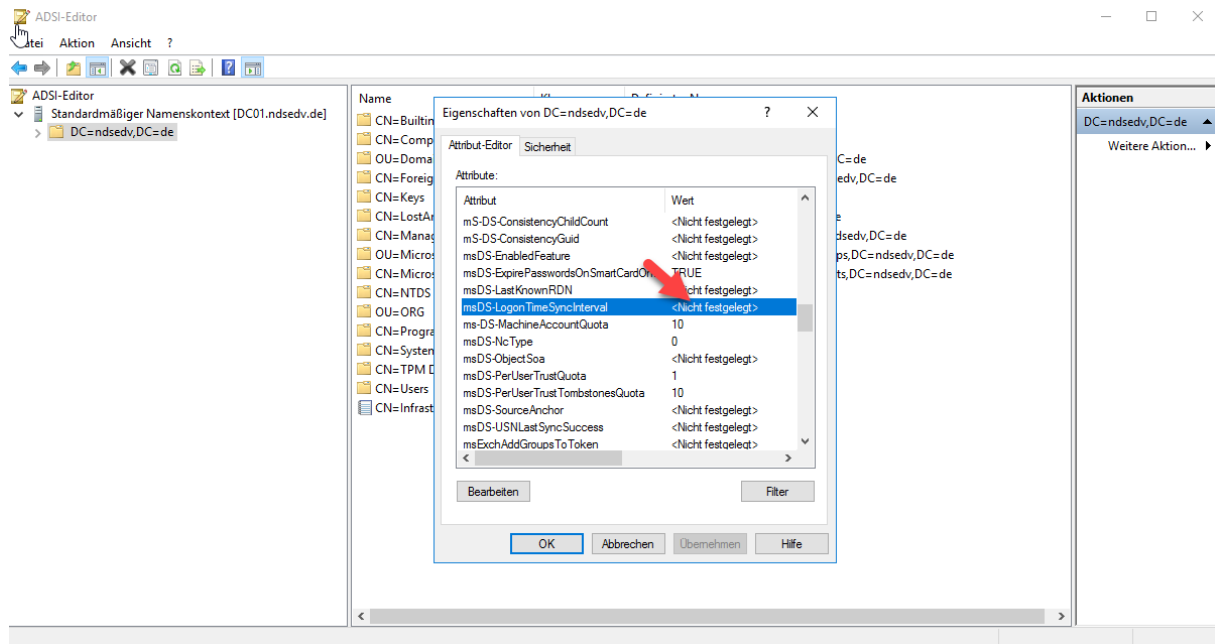 ADSI-Editor
Datei Aktion Ansicht ?
ADSI-Editor
Standardmäßiger Namenskontext [DC01.ndsedv.de]
DC=ndsedv,DC=de
Name
CN=Builtin
CN=Comp
OU=Doma
CN=Foreig
CN=Keys
CN=LostAn
CN=Manag
OU=Micros
CN=Micros
CN=NTDS
OU=ORG
CN=Progra
CN=System
CN=TPM D
CN=Users
CN=Infrast
C=de
edv,DC=de
e
dsedv,DC=de
ps,DC=ndsedv,DC=de
ts,DC=ndsedv,DC=de
Eigenschaften von DC=ndsedv,DC=de ?
Attribut-Editor Sicherheit
Attribute:
Attribut Wert
mS-DS-ConsistencyChildCount <Nicht festgelegt>
mS-DS-ConsistencyGuid <Nicht festgelegt>
msDS-EnabledFeature <Nicht festgelegt>
msDS-ExpirePasswordsOnSmartCardOn... TRUE
msDS-LastKnownRDN <Nicht festgelegt>
msDS-LogonTimeSyncInterval <Nicht festgelegt>
ms-DS-MachineAccountQuota 10
msDS-NcType 0
msDS-ObjectSoa <Nicht festgelegt>
msDS-PerUserTrustQuota 1
msDS-PerUserTrustTombstonesQuota 10
msDS-SourceAnchor <Nicht festgelegt>
msDS-USNLastSyncSuccess <Nicht festgelegt>
msExchAddGroupsToToken <Nicht festgelegt>
Bearbeiten Filter
OK Abbrechen Übernehmen Hilfe
Aktionen
DC=ndsedv,DC=de
Weitere Aktion...